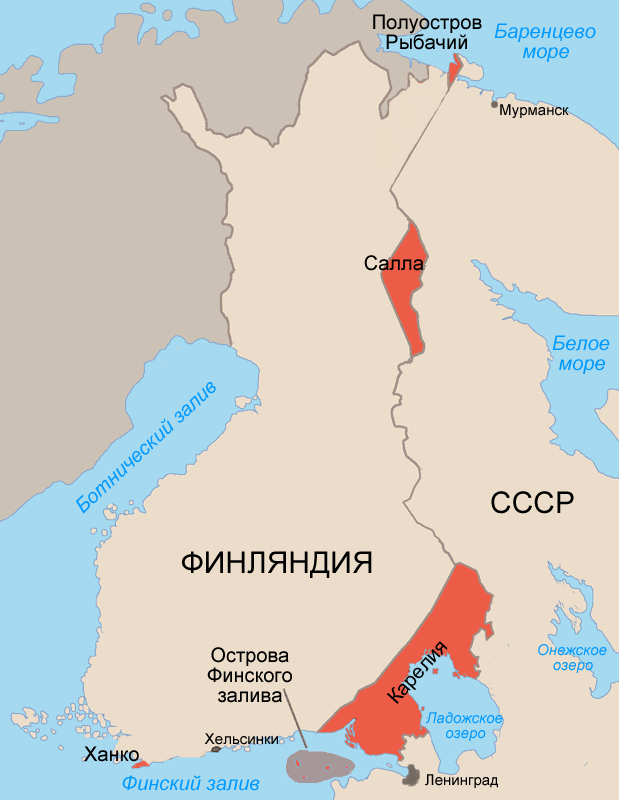 Полуостров
Рыбачий
Баренцево
море
Мурманск
Салла
Белое
море
Ботнический залив
СССР
ФИНЛЯНДИЯ
Онежское
озеро
Острова
Финского
залива
Карелия
Ладожское
озеро
Ханко
Хельсинки
Финский залив
Ленинград